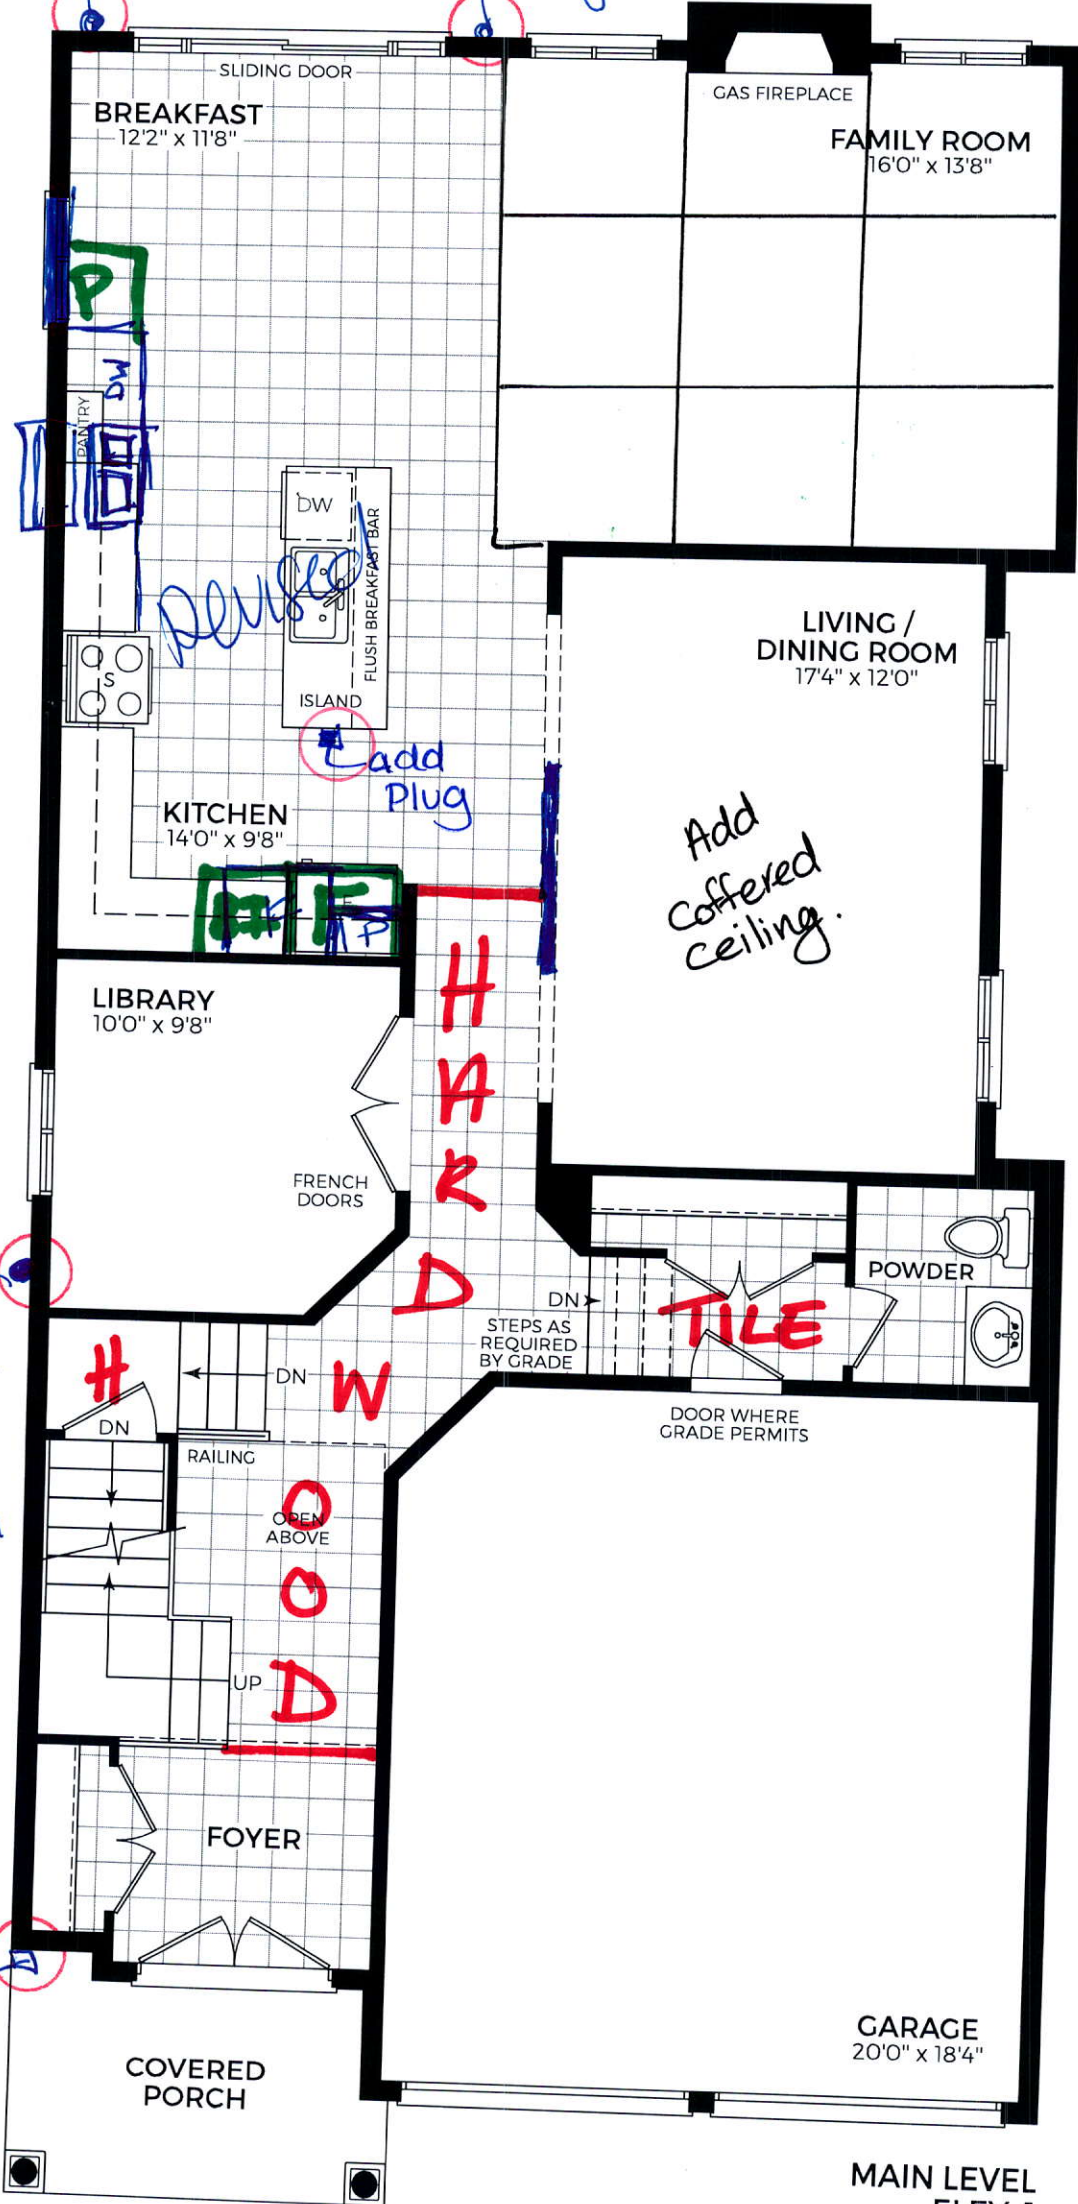 SLIDING DOOR
BREAKFAST
12'2" x 11'8"
GAS FIREPLACE
FAMILY ROOM
16'0" x 13'8"
P
DW
PANTRY
DW
FLUSH BREAKFAST BAR
Revised
S
ISLAND
add
Plug
LIVING /
DINING ROOM
17'4" x 12'0"
KITCHEN
14'0" x 9'8"
Add
coffered
ceiling.
F
P
LIBRARY
10'0" x 9'8"
FRENCH
DOORS
HARD
WOOD
POWDER
TILE
DN
STEPS AS
REQUIRED
BY GRADE
H
DN
DN
RAILING
DOOR WHERE
GRADE PERMITS
OPEN
ABOVE
UP
FOYER
GARAGE
20'0" x 18'4"
COVERED
PORCH
MAIN LEVEL